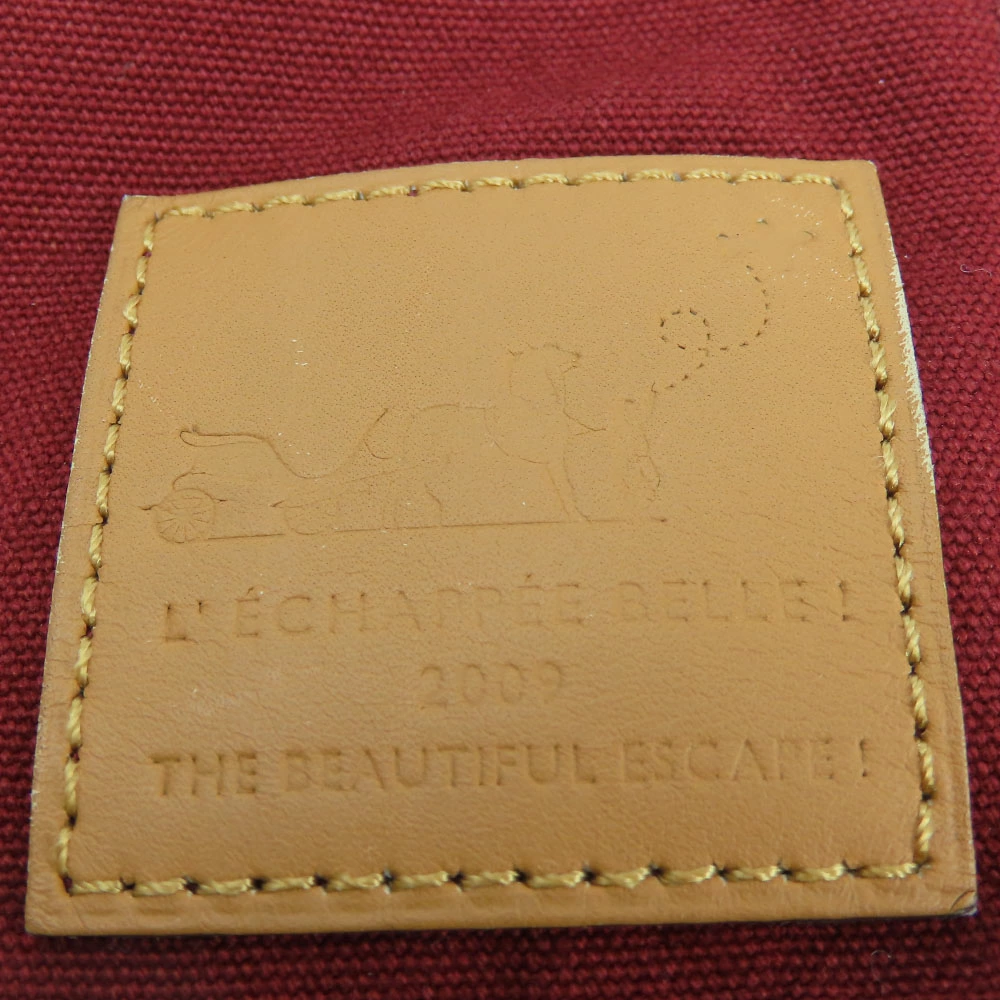 L'ÉCHAPPÉE BELLE !
2009
THE BEAUTIFUL ESCAPE !